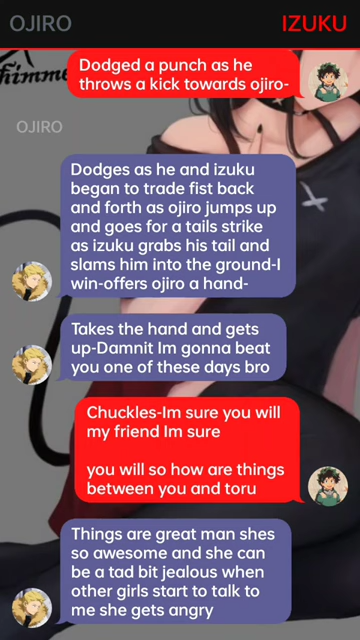 OJIRO
IZUKU
himme
Dodged a punch as he
throws a kick towards ojiro-
OJIRO
Dodges as he and izuku
began to trade fist back
and forth as ojiro jumps up
and goes for a tails strike
as izuku grabs his tail and
slams him into the ground-I
win-offers ojiro a hand-
Takes the hand and gets
up-Damnit Im gonna beat
you one of these days bro
Chuckles-Im sure you will
my friend Im sure
you will so how are things
between you and toru
Things are great man shes
so awesome and she can
be a tad bit jealous when
other girls start to talk to
me she gets angry